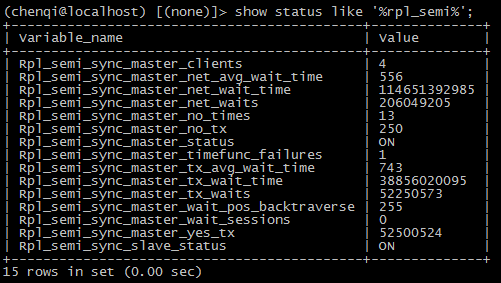 (chenqi@localhost) [(none)]> show status like '%rpl_semi%';
+--------------------------------------------+--------------+
| Variable_name                              | Value        |
+--------------------------------------------+--------------+
| Rpl_semi_sync_master_clients               | 4            |
| Rpl_semi_sync_master_net_avg_wait_time     | 556          |
| Rpl_semi_sync_master_net_wait_time         | 114651392985 |
| Rpl_semi_sync_master_net_waits             | 206049205    |
| Rpl_semi_sync_master_no_times              | 13           |
| Rpl_semi_sync_master_no_tx                 | 250          |
| Rpl_semi_sync_master_status                | ON           |
| Rpl_semi_sync_master_timefunc_failures     | 1            |
| Rpl_semi_sync_master_tx_avg_wait_time      | 743          |
| Rpl_semi_sync_master_tx_wait_time          | 38856020095  |
| Rpl_semi_sync_master_tx_waits              | 52250573     |
| Rpl_semi_sync_master_wait_pos_backtraverse | 255          |
| Rpl_semi_sync_master_wait_sessions         | 0            |
| Rpl_semi_sync_master_yes_tx                | 52500524     |
| Rpl_semi_sync_slave_status                 | ON           |
+--------------------------------------------+--------------+
15 rows in set (0.00 sec)